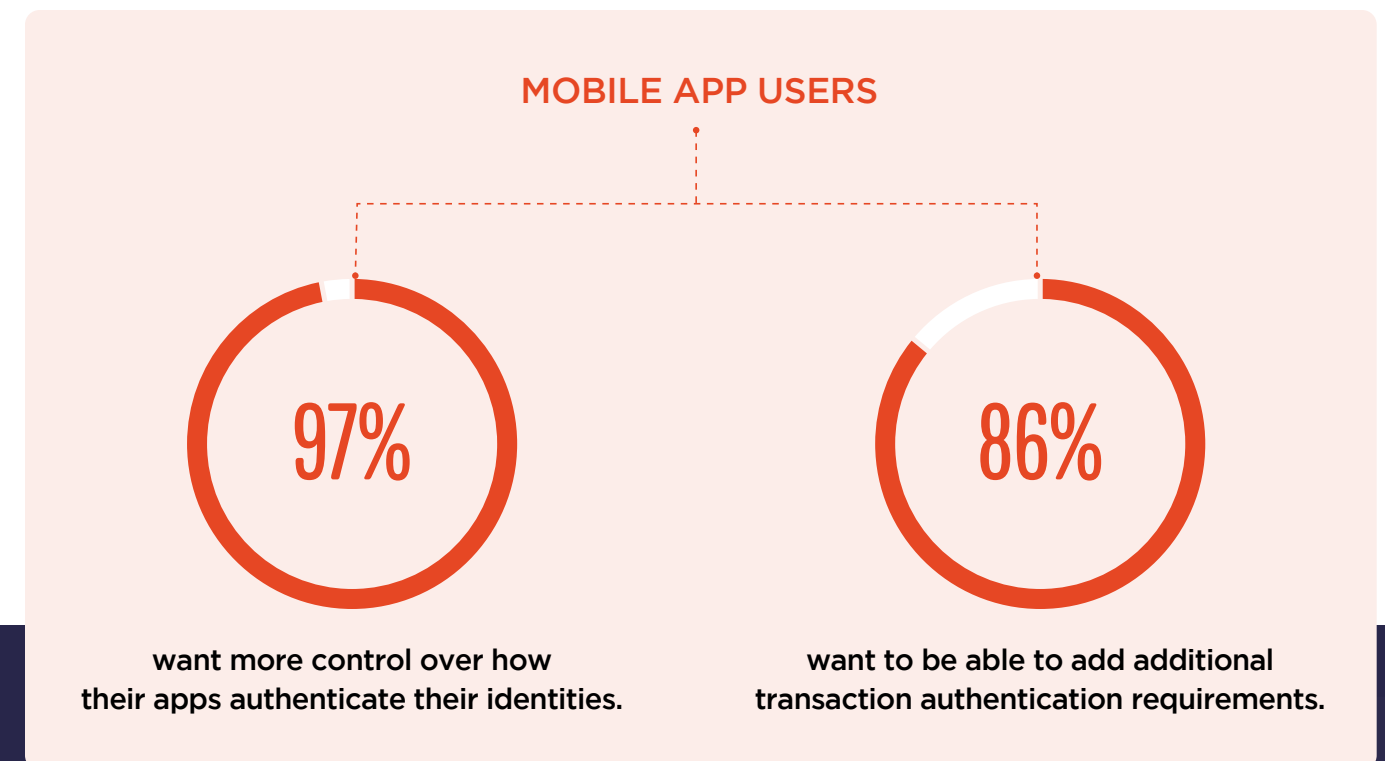 MOBILE APP USERS
97%
want more control over how
their apps authenticate their identities.
86%
want to be able to add additional
transaction authentication requirements.